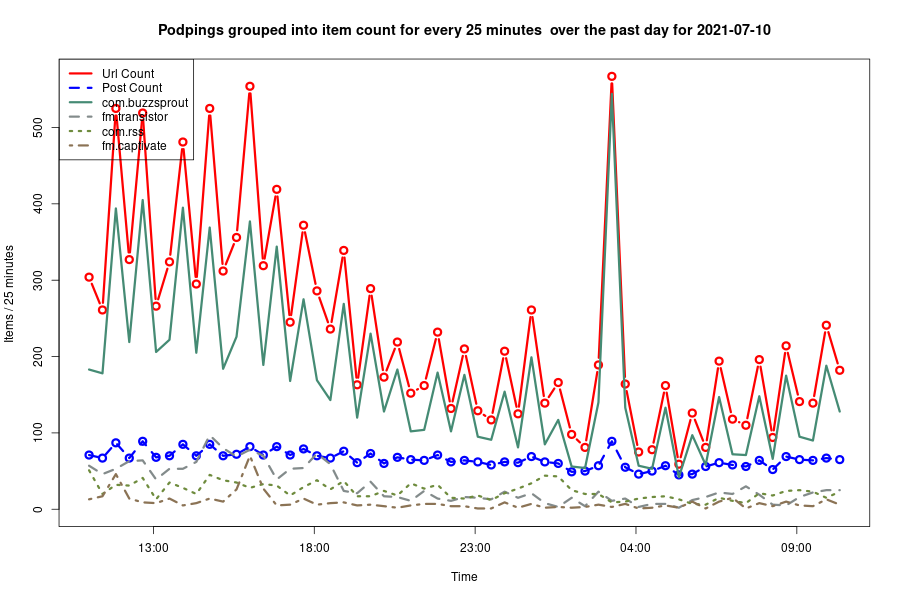 Podpings grouped into item count for every 25 minutes  over the past day for 2021-07-10
Url Count
Post Count
com.buzzsprout
fm.transistor
com.rss
fm.captivate
500
400
300
200
100
0
Items / 25 minutes
13:00 18:00 23:00 04:00 09:00
Time